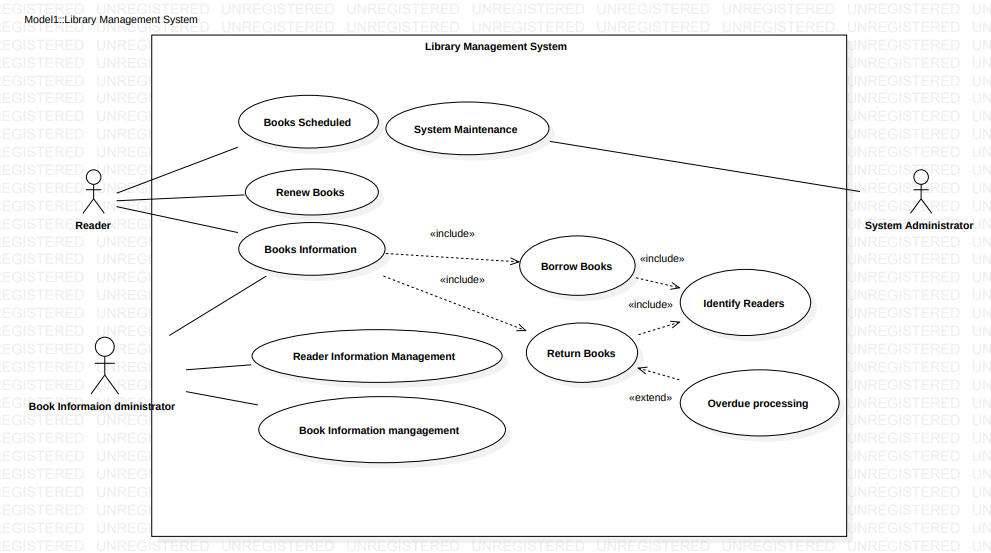 Model1::Library Management System
Library Management System
Books Scheduled
System Maintenance
Renew Books
Reader
System Administrator
Books Information
«include»
Borrow Books
«include»
«include»
Identify Readers
«include»
Return Books
Reader Information Management
Book Informaion dministrator
«extend»
Overdue processing
Book Information mangagement
UNREGISTERED